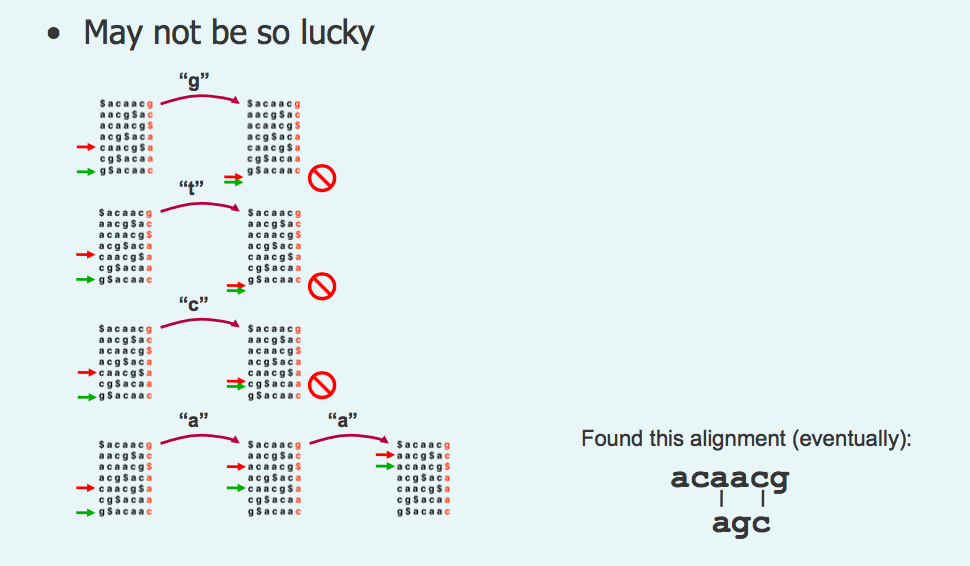 • May not be so lucky
“g”
$acaacg $acaacg
aacg$ac aacg$ac
acaacg$ acaacg$
acg$aca acg$aca
caacg$a caacg$a
cg$acaa cg$acaa
g$acaac g$acaac
“t”
$acaacg $acaacg
aacg$ac aacg$ac
acaacg$ acaacg$
acg$aca acg$aca
caacg$a caacg$a
cg$acaa cg$acaa
g$acaac g$acaac
“c”
$acaacg $acaacg
aacg$ac aacg$ac
acaacg$ acaacg$
acg$aca acg$aca
caacg$a caacg$a
cg$acaa cg$acaa
g$acaac g$acaac
“a” “a”
$acaacg $acaacg $acaacg
aacg$ac aacg$ac aacg$ac
acaacg$ acaacg$ acaacg$
acg$aca acg$aca acg$aca
caacg$a caacg$a caacg$a
cg$acaa cg$acaa cg$acaa
g$acaac g$acaac g$acaac
Found this alignment (eventually):
acaacg
agc